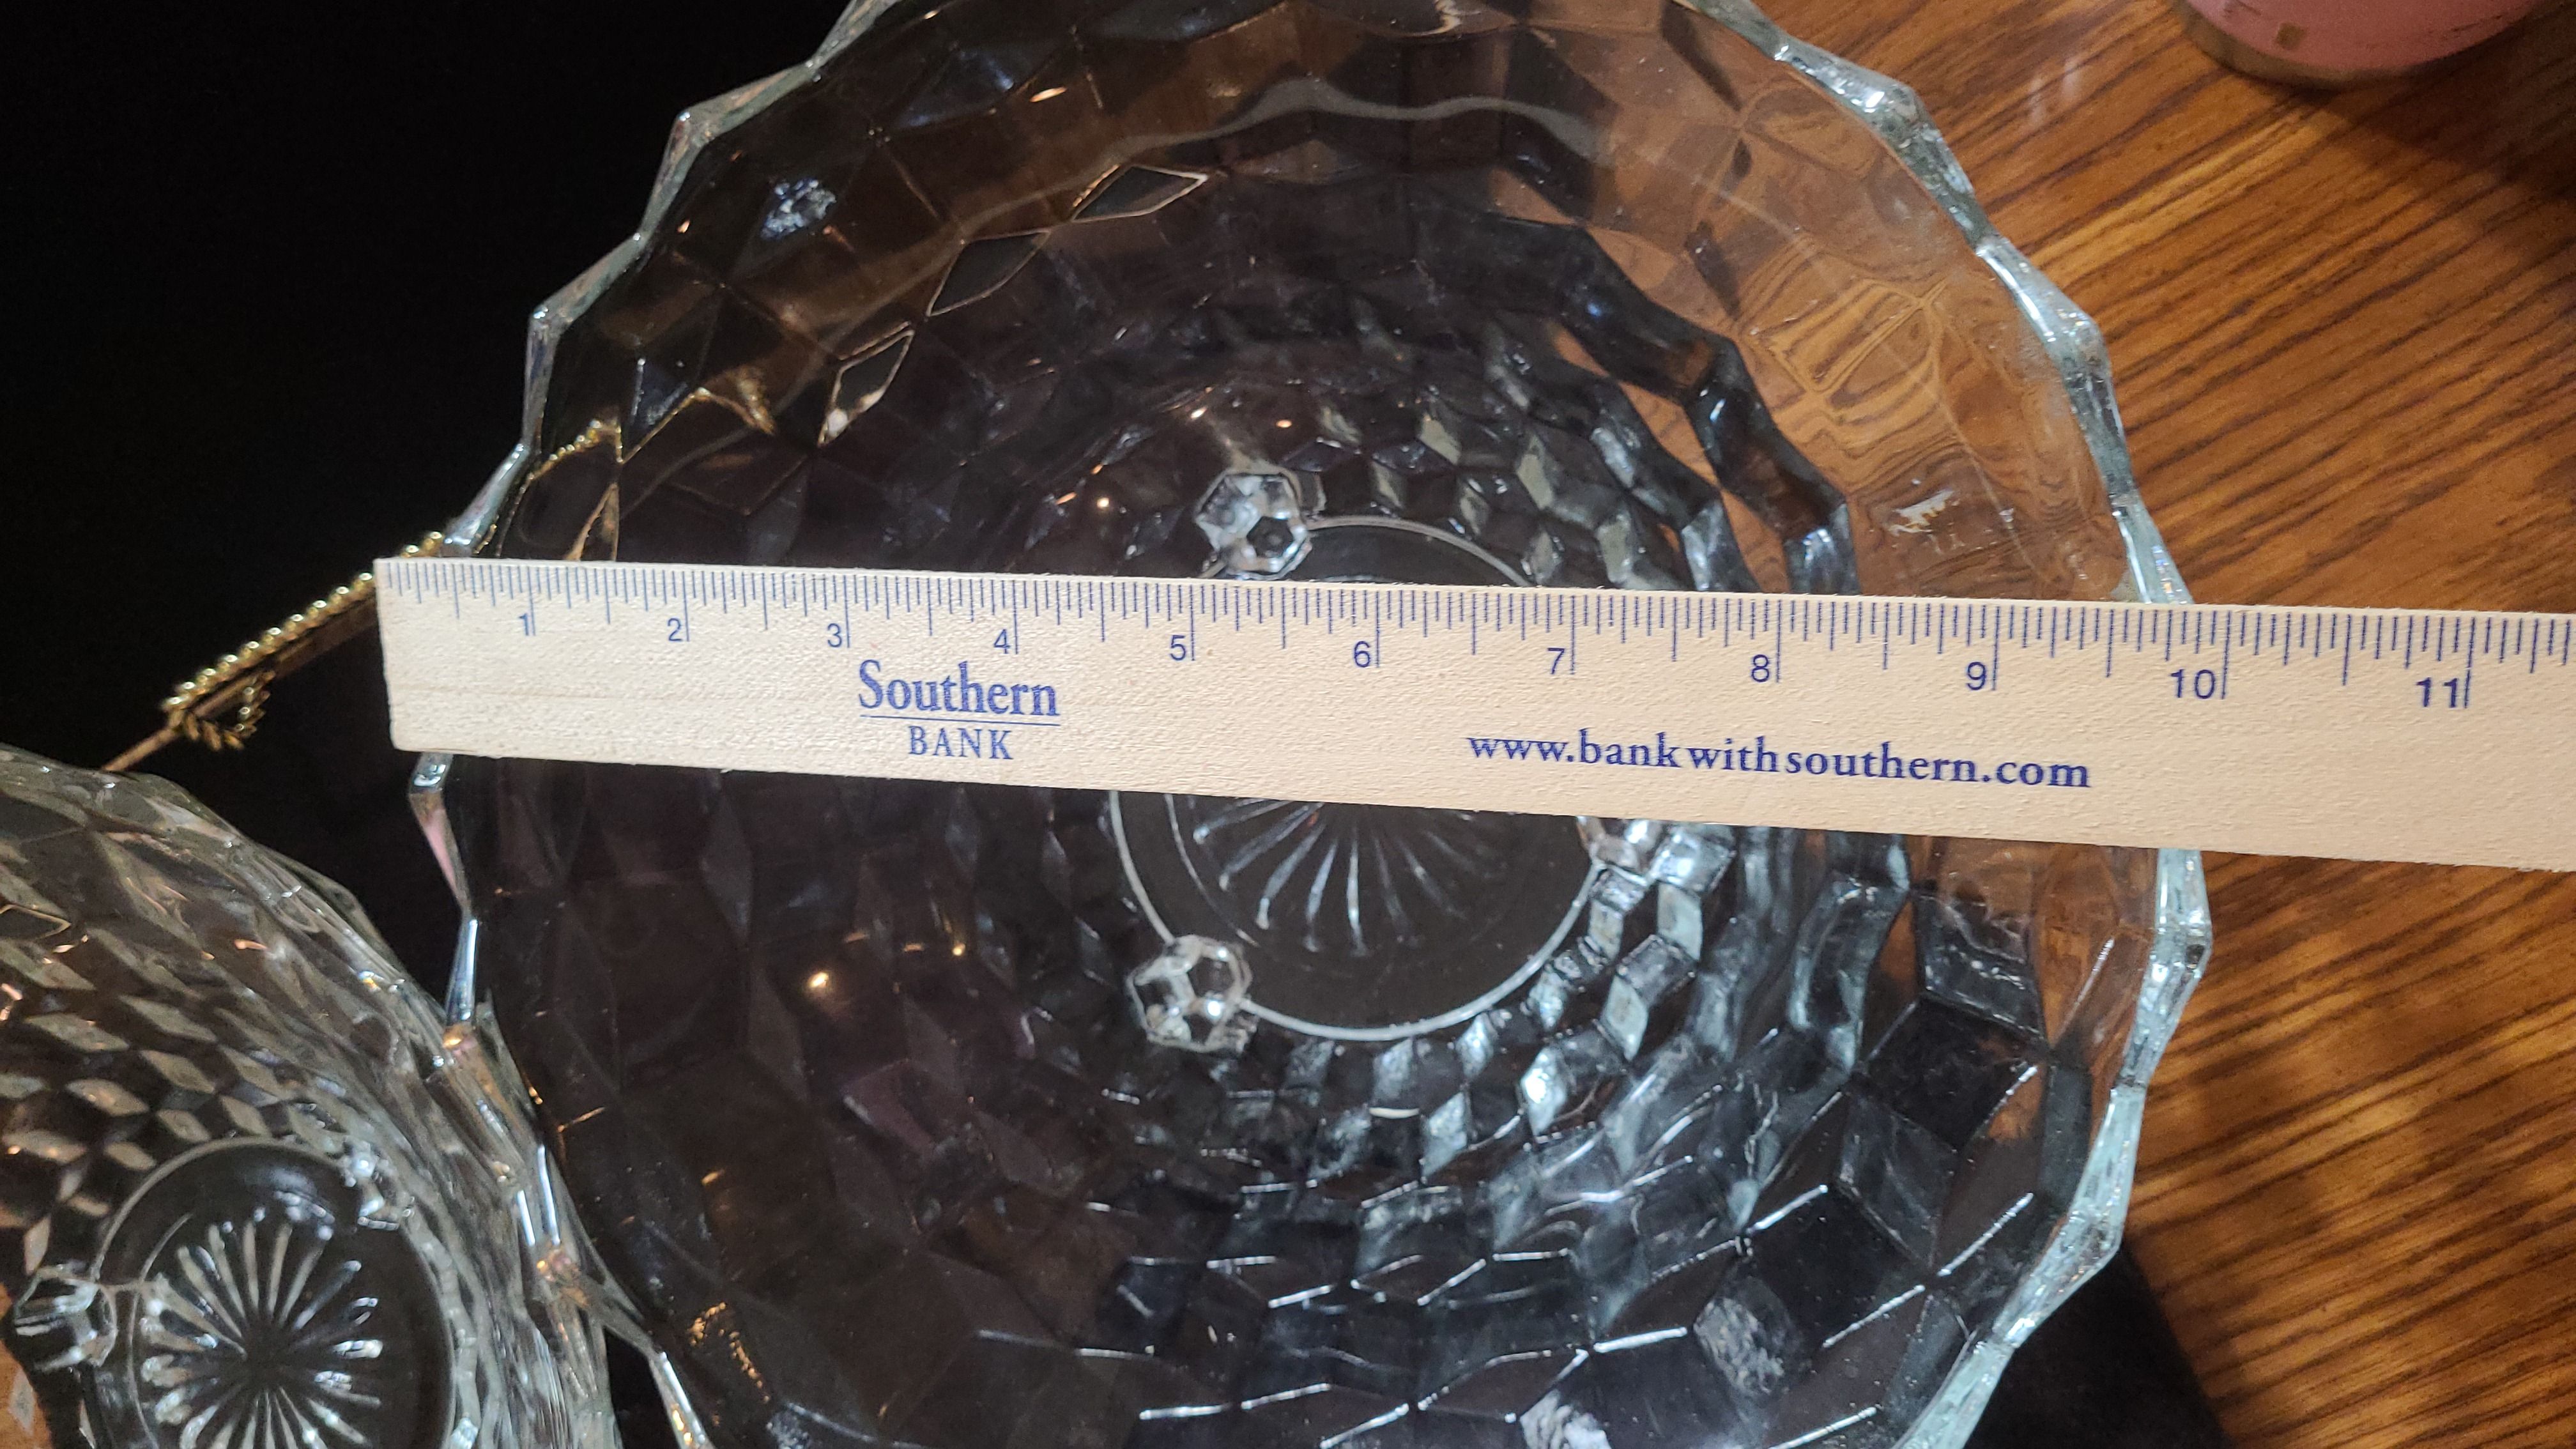 1 2 3 4 5 6 7 8 9 10 11
Southern
BANK
www.bankwithsouthern.com